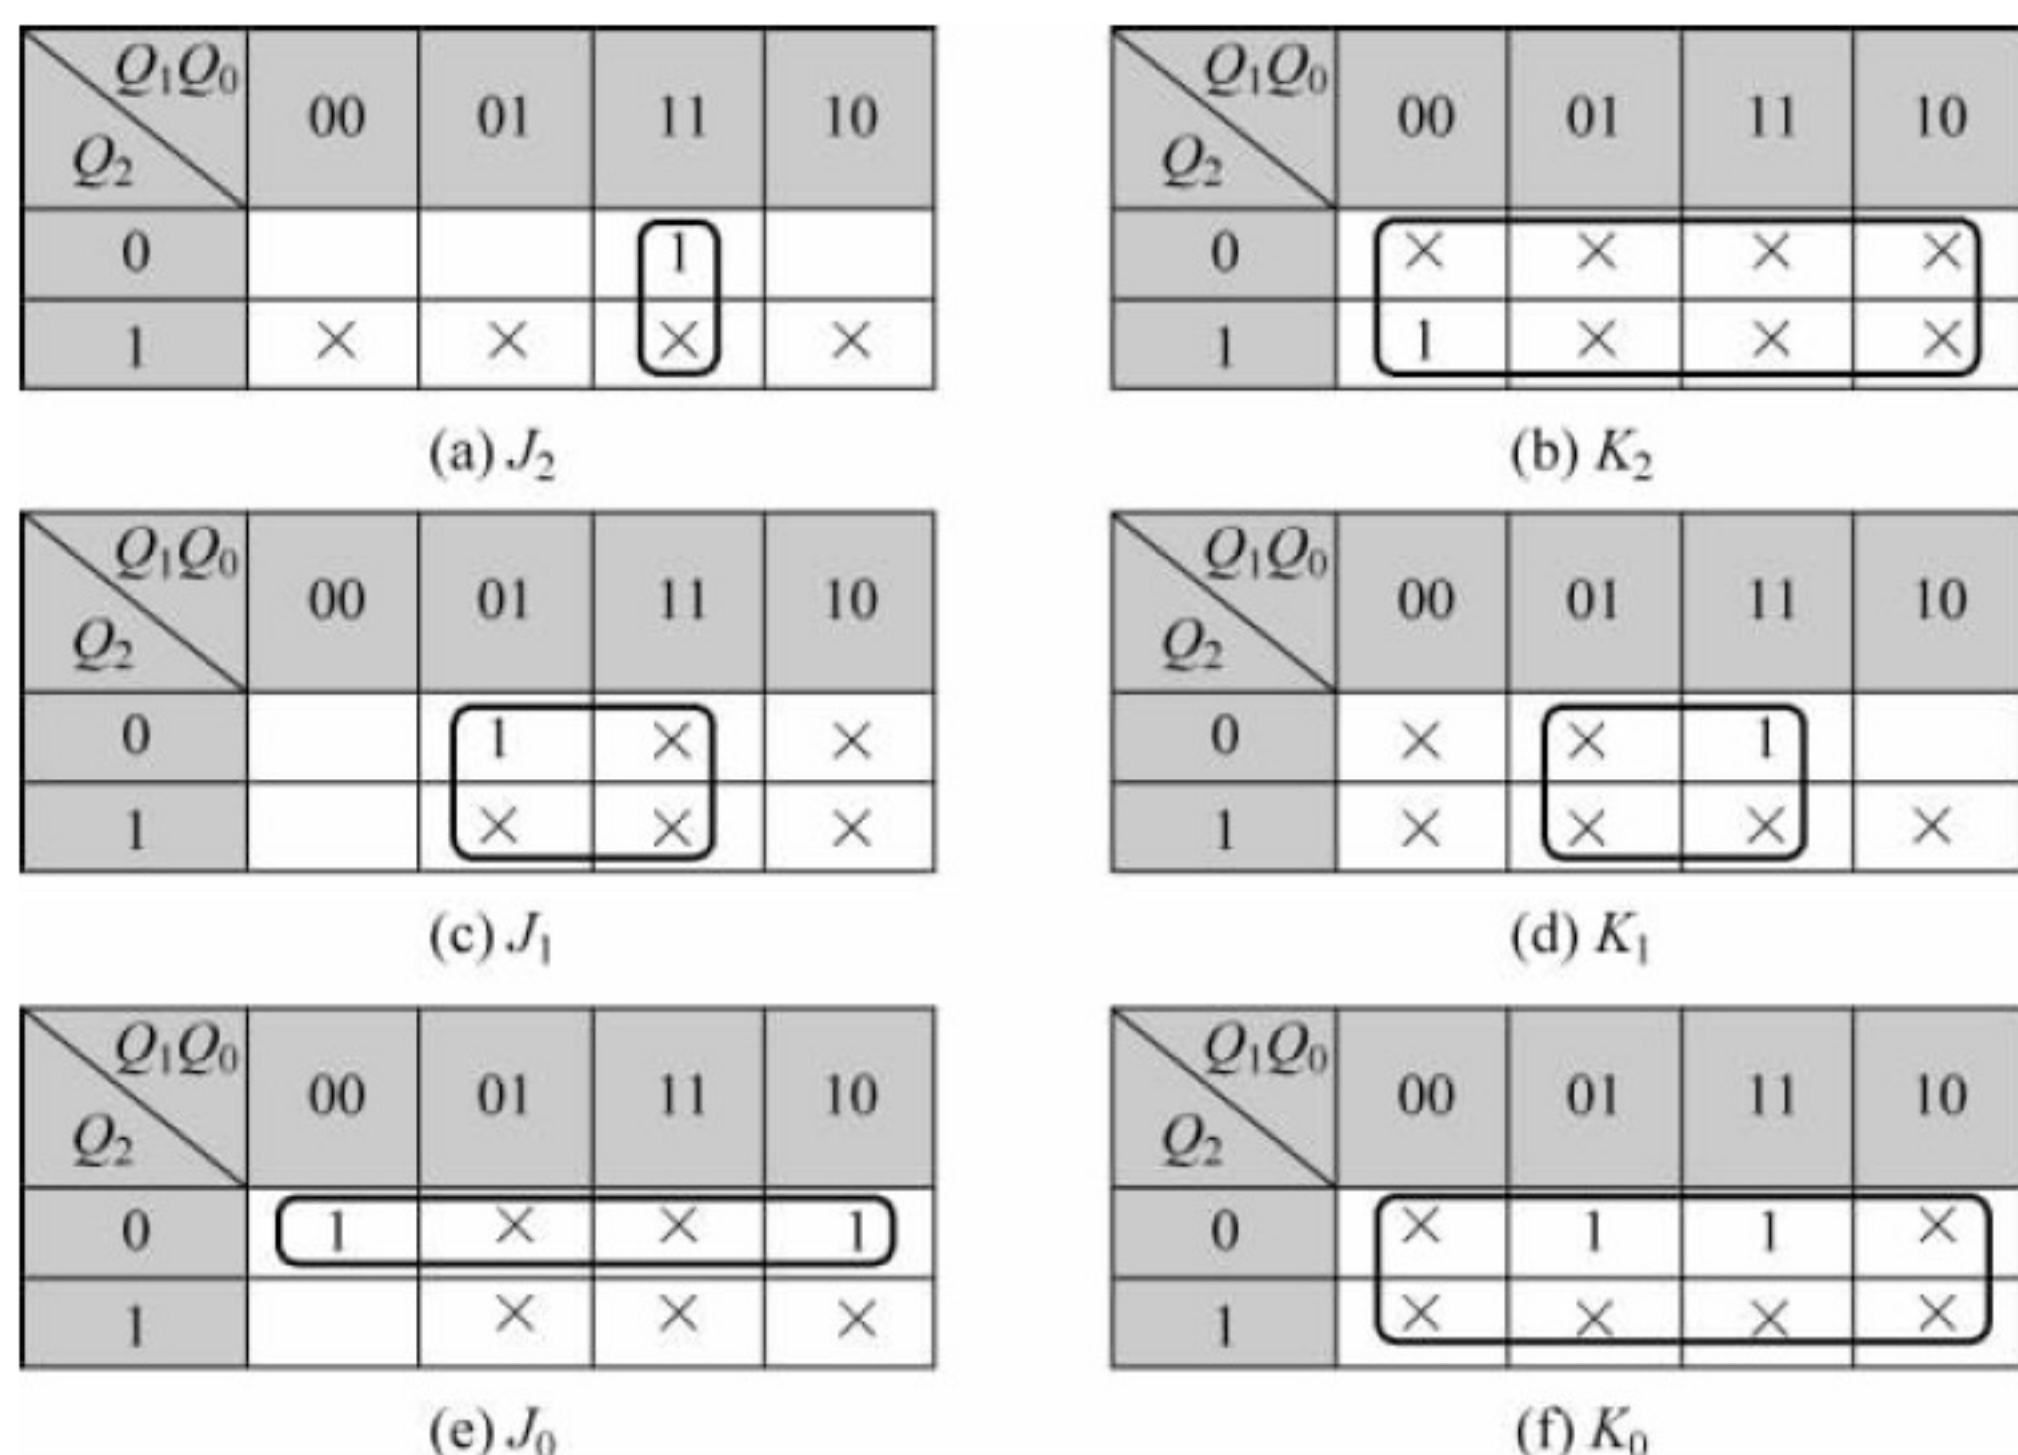 Q₁Q₀ 00 01 11 10 Q₁Q₀ 00 01 11 10
Q₂ Q₂
0 1 0 × × × ×
1 × × × × 1 1 × × ×
(a) J₂ (b) K₂
Q₁Q₀ 00 01 11 10 Q₁Q₀ 00 01 11 10
Q₂ Q₂
0 1 × × 0 × × 1
1 × × × 1 × × × ×
(c) J₁ (d) K₁
Q₁Q₀ 00 01 11 10 Q₁Q₀ 00 01 11 10
Q₂ Q₂
0 1 × × 1 0 × 1 1 ×
1 × × × 1 × × × ×
(e) J₀ (f) K₀